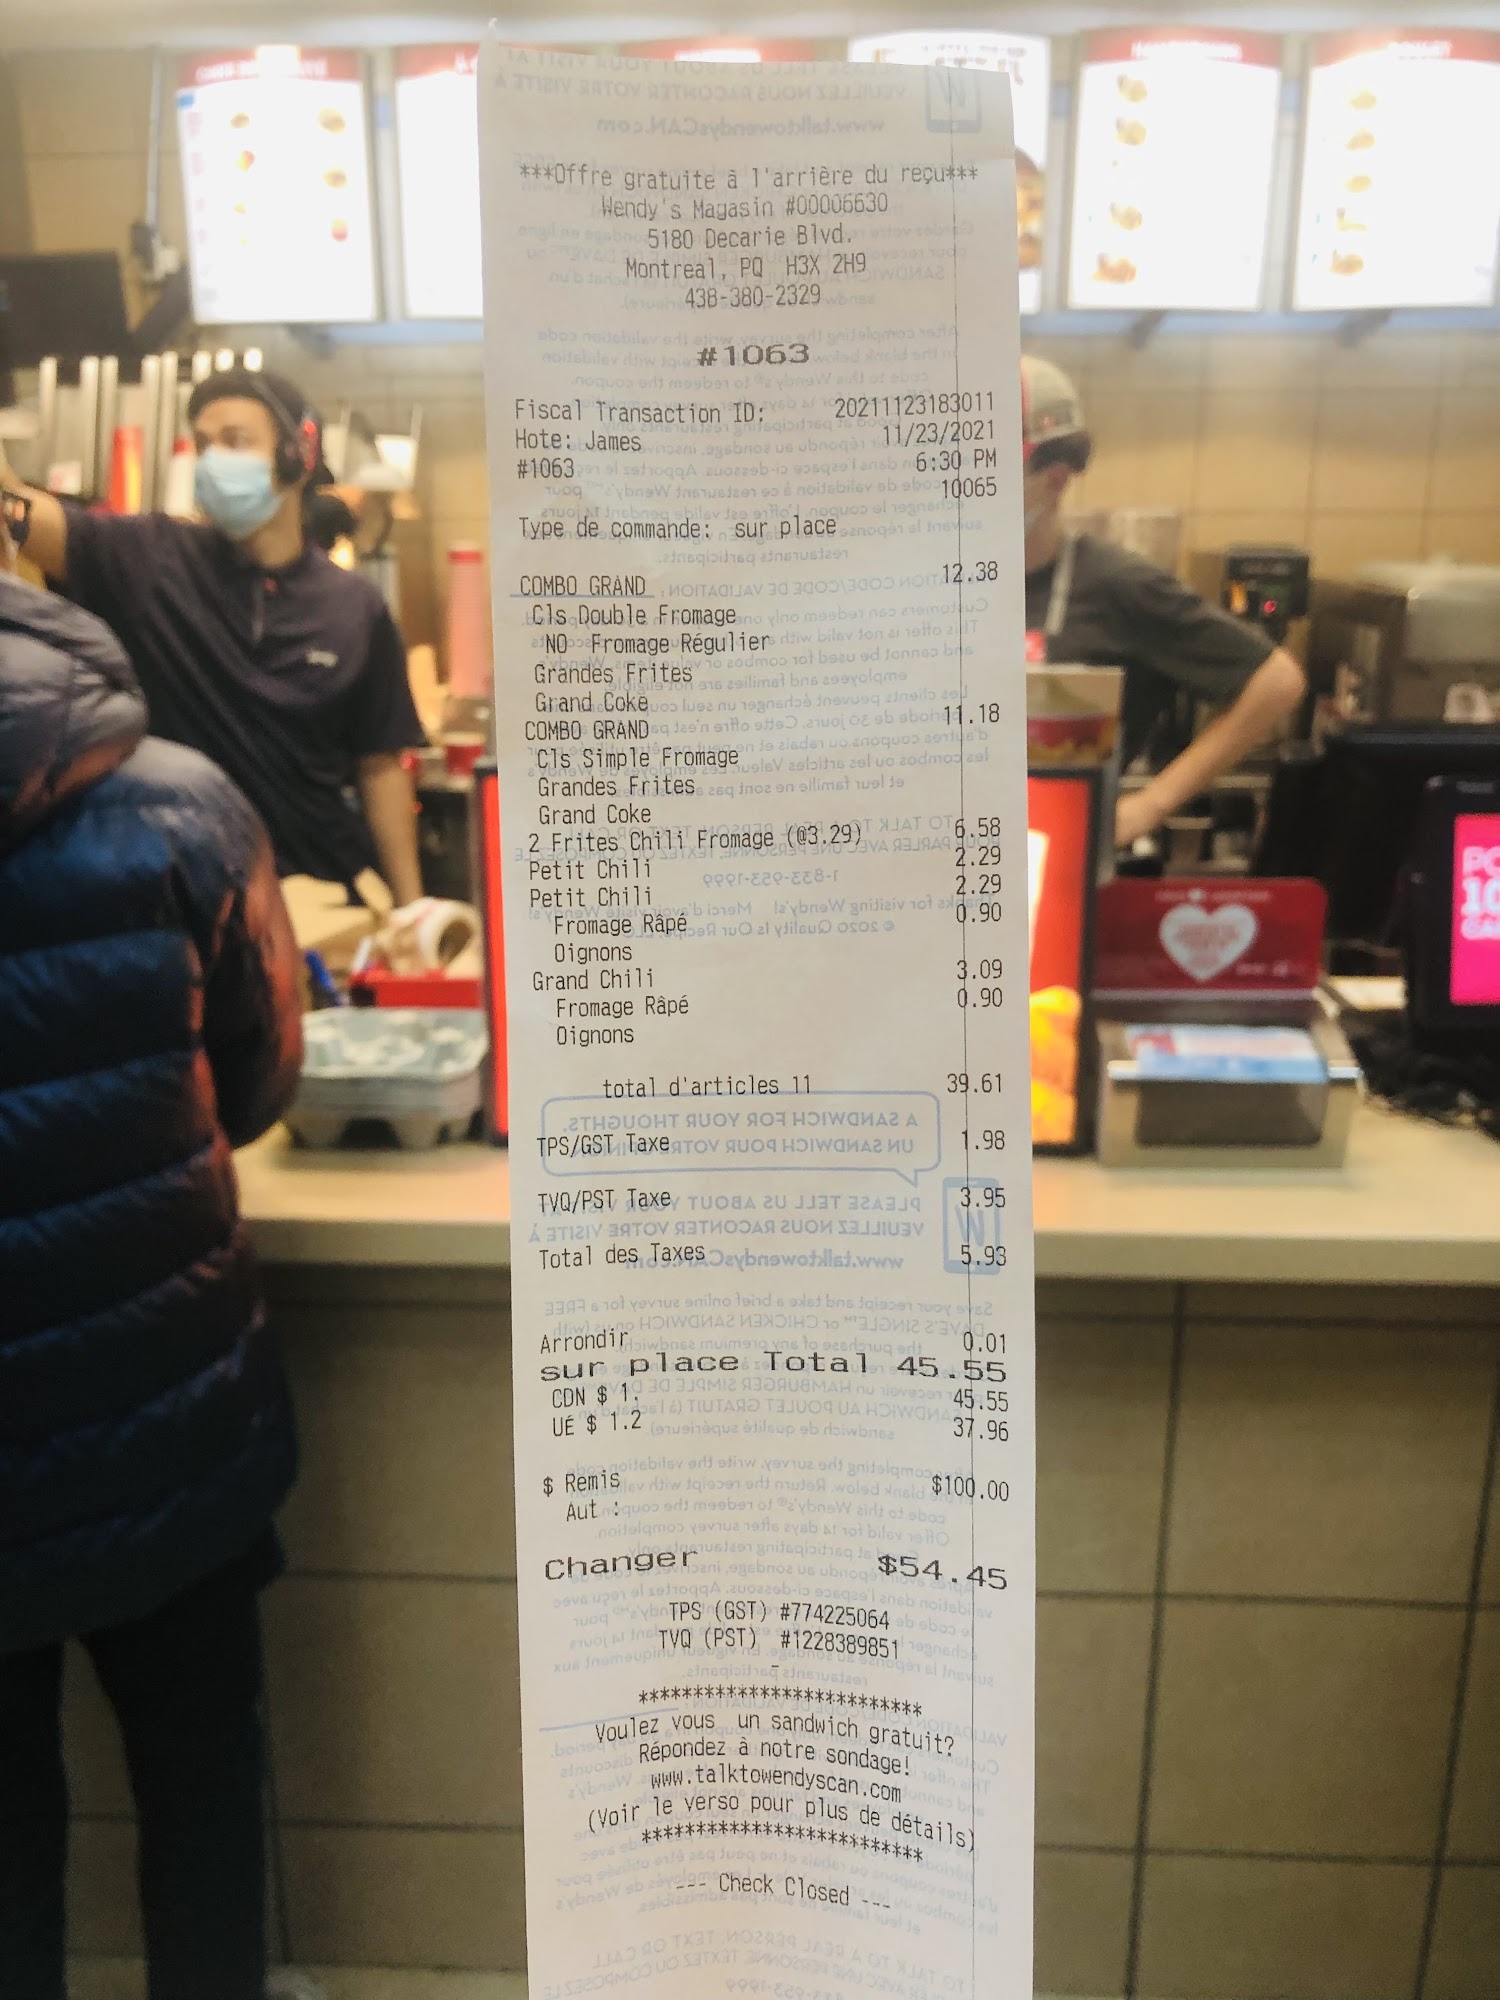 ***Offre gratuite à l'arrière du reçu***
Wendy's Magasin #00006630
5180 Decarie Blvd.
Montreal, PQ H3X 2H9
438-380-2329
#1063
Fiscal Transaction ID: 20211123183011
Hote: James 11/23/2021
#1063 6:30 PM
10065
Type de commande: sur place
COMBO GRAND 12.38
Cls Double Fromage
NO Fromage Régulier
Grandes Frites
Grand Coke
COMBO GRAND 11.18
Cls Simple Fromage
Grandes Frites
Grand Coke
2 Frites Chili Fromage (@3.29) 6.58
Petit Chili 2.29
Petit Chili 2.29
Fromage Râpé 0.90
Oignons
Grand Chili 3.09
Fromage Râpé 0.90
Oignons
total d'articles 11 39.61
TPS/GST Taxe 1.98
TVQ/PST Taxe 3.95
Total des Taxes 5.93
Arrondir 0.01
sur place Total 45.55
CDN $ 1. 45.55
UÉ $ 1.2 37.96
$ Remis $100.00
Aut :
Changer $54.45
TPS (GST) #774225064
TVQ (PST) #1228389851
-
*************************
Voulez vous un sandwich gratuit?
Répondez à notre sondage!
www.talktowendyscan.com
(Voir le verso pour plus de détails)
*************************
--- Check Closed ---